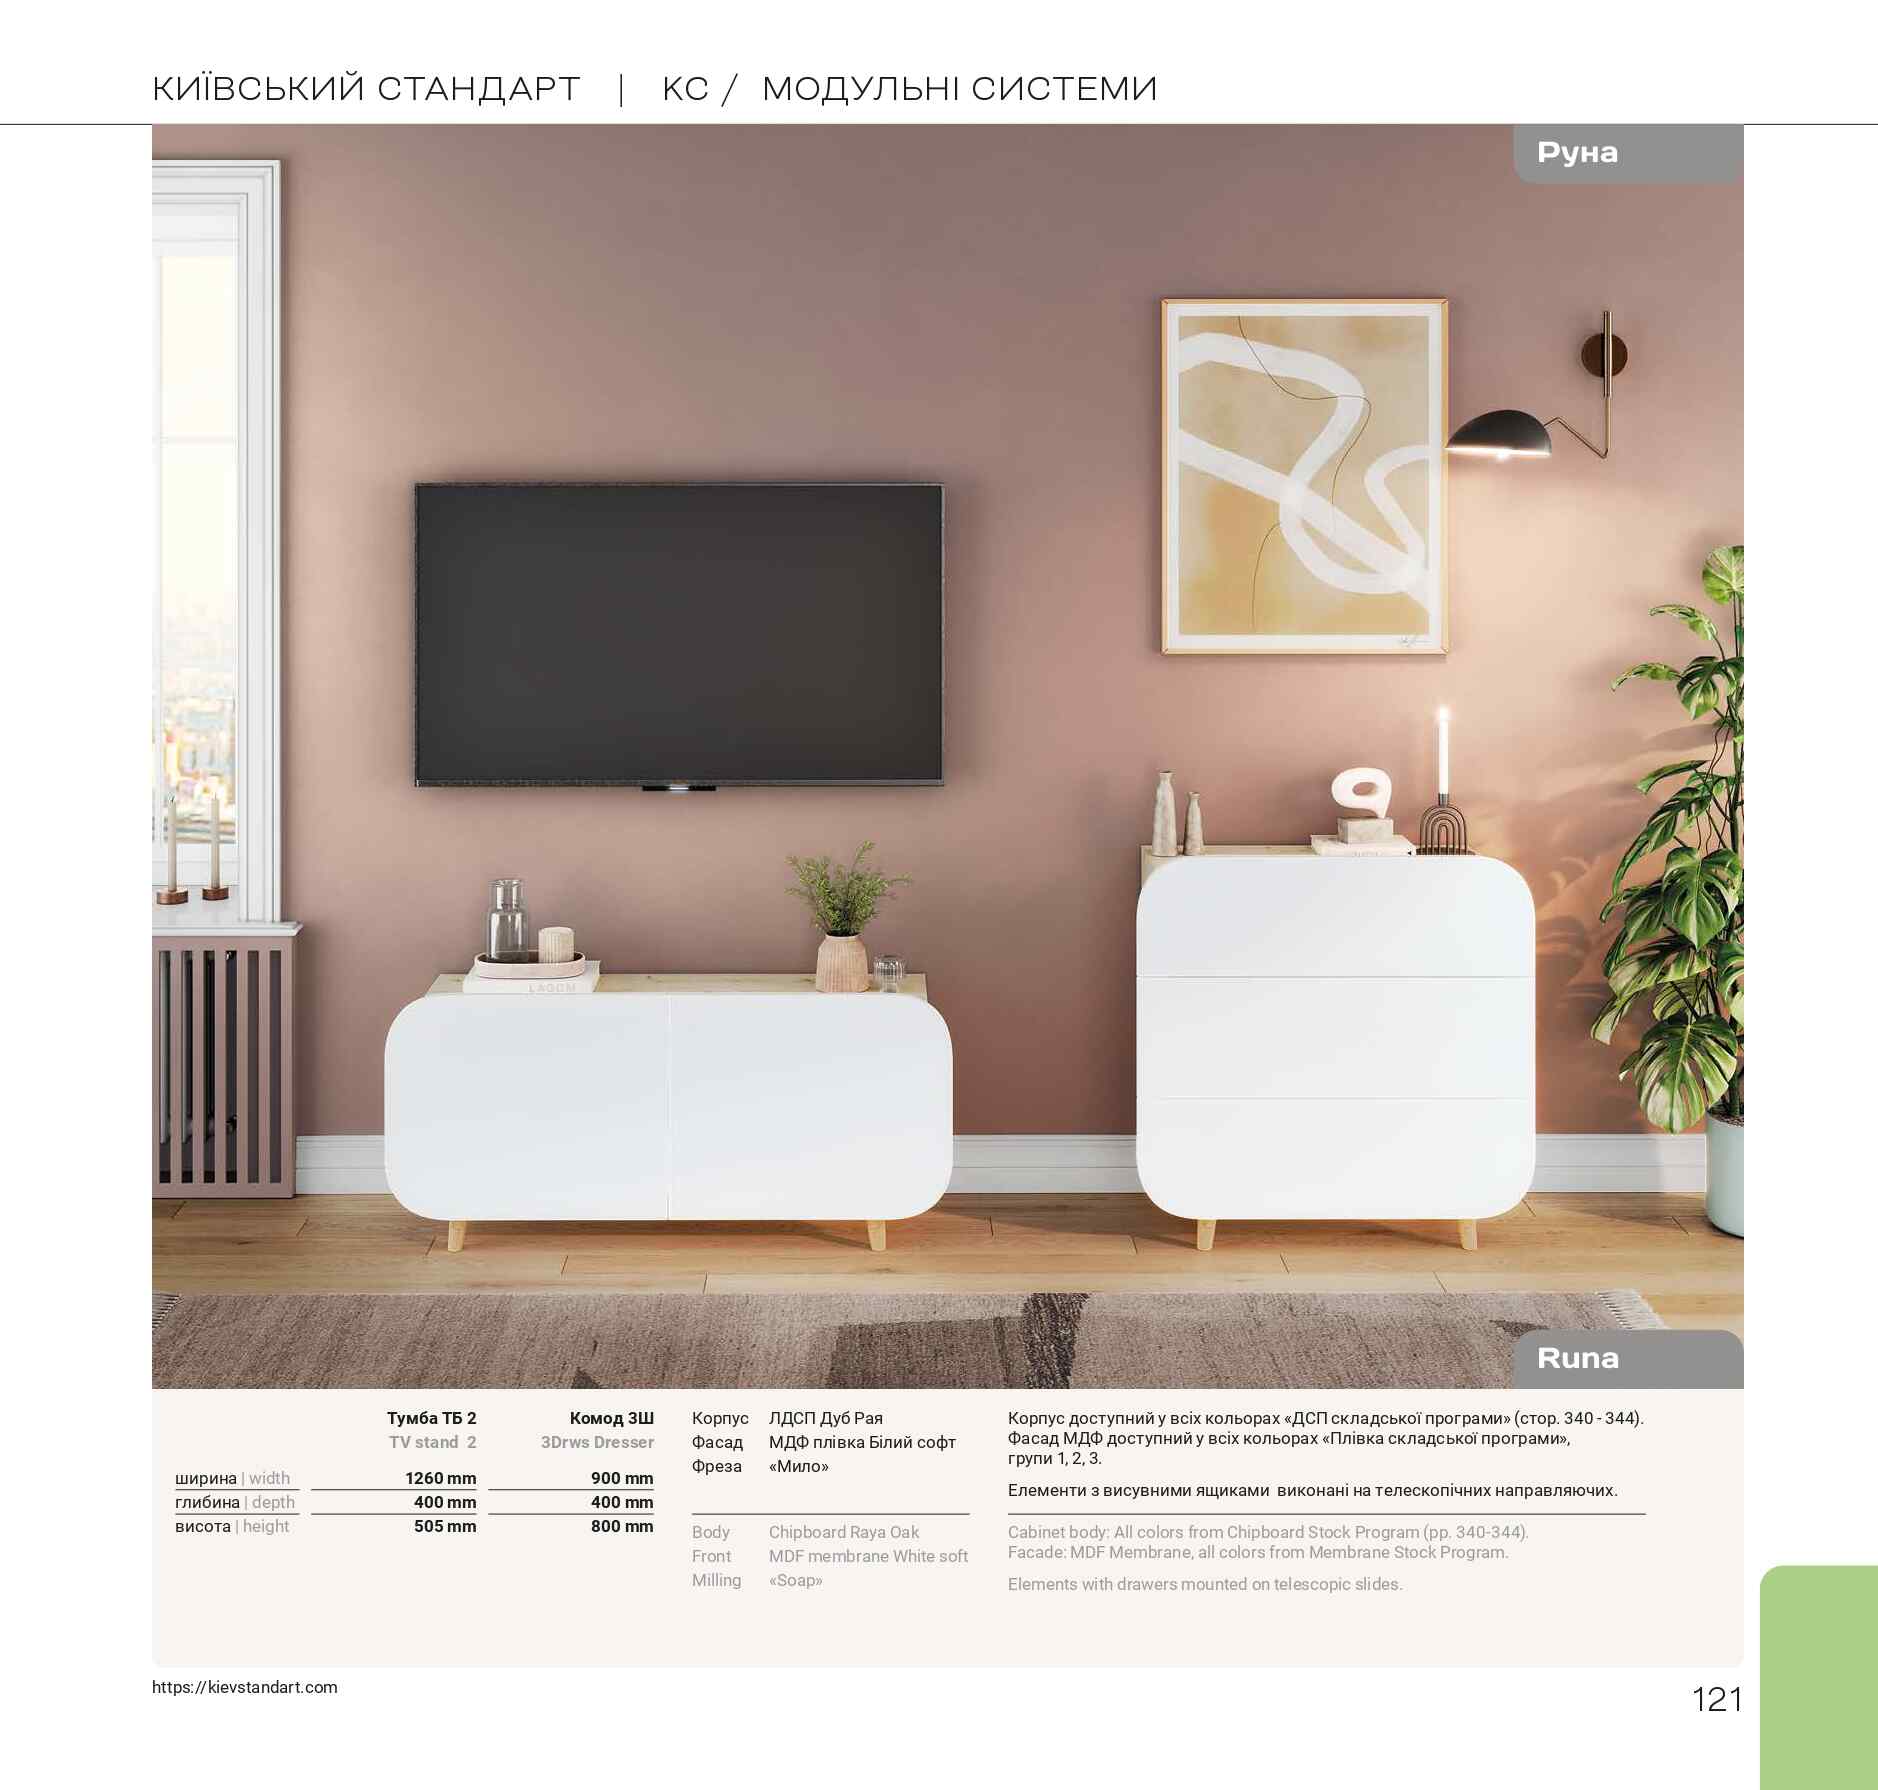 КИЇВСЬКИЙ СТАНДАРТ | КС / МОДУЛЬНІ СИСТЕМИ
Руна
LAGOM
Runa
Тумба ТБ 2 Комод 3Ш
TV stand 2 3Drws Dresser
ширина | width 1260 mm 900 mm
глибина | depth 400 mm 400 mm
висота | height 505 mm 800 mm
Корпус ЛДСП Дуб Рая
Фасад МДФ плівка Білий софт
Фреза «Мило»
Body Chipboard Raya Oak
Front MDF membrane White soft
Milling «Soap»
Корпус доступний у всіх кольорах «ДСП складської програми» (стор. 340 - 344).
Фасад МДФ доступний у всіх кольорах «Плівка складської програми»,
групи 1, 2, 3.
Елементи з висувними ящиками виконані на телескопічних направляючих.
Cabinet body: All colors from Chipboard Stock Program (pp. 340-344).
Facade: MDF Membrane, all colors from Membrane Stock Program.
Elements with drawers mounted on telescopic slides.
https://kievstandart.com
121